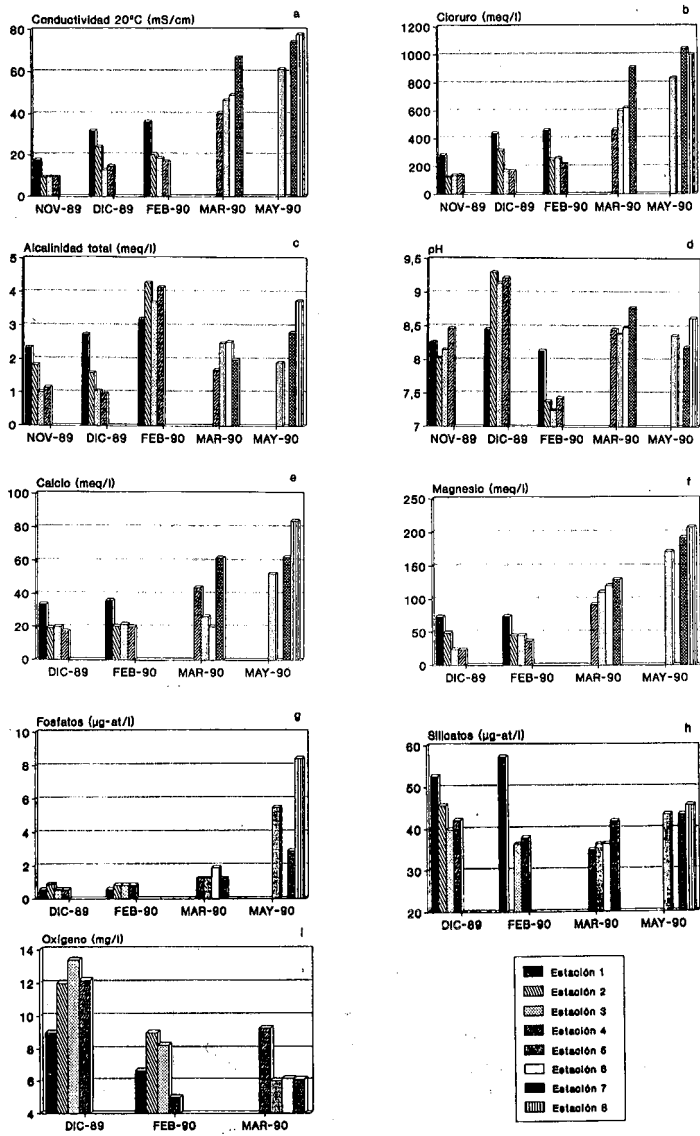 Conductividad 20ºC (mS/cm) a
80
60
40
20
0
NOV-89 DIC-89 FEB-90 MAR-90 MAY-90
Cloruro (meq/l) b
1200
1000
800
600
400
200
0
NOV-89 DIC-89 FEB-90 MAR-90 MAY-90
Alcalinidad total (meq/l) c
5
4
3
2
1
0
NOV-89 DIC-89 FEB-90 MAR-90 MAY-90
pH d
9,5
9
8,5
8
7,5
7
NOV-89 DIC-89 FEB-90 MAR-90 MAY-90
Calcio (meq/l) e
100
80
60
40
20
0
DIC-89 FEB-90 MAR-90 MAY-90
Magnesio (meq/l) f
250
200
150
100
50
0
DIC-89 FEB-90 MAR-90 MAY-90
Fosfatos (µg-at/l) g
10
8
6
4
2
0
DIC-89 FEB-90 MAR-90 MAY-90
Silicatos (µg-at/l) h
60
50
40
30
20
DIC-89 FEB-90 MAR-90 MAY-90
Oxígeno (mg/l) i
14
12
10
8
6
4
DIC-89 FEB-90 MAR-90
Estación 1
Estación 2
Estación 3
Estación 4
Estación 5
Estación 6
Estación 7
Estación 8